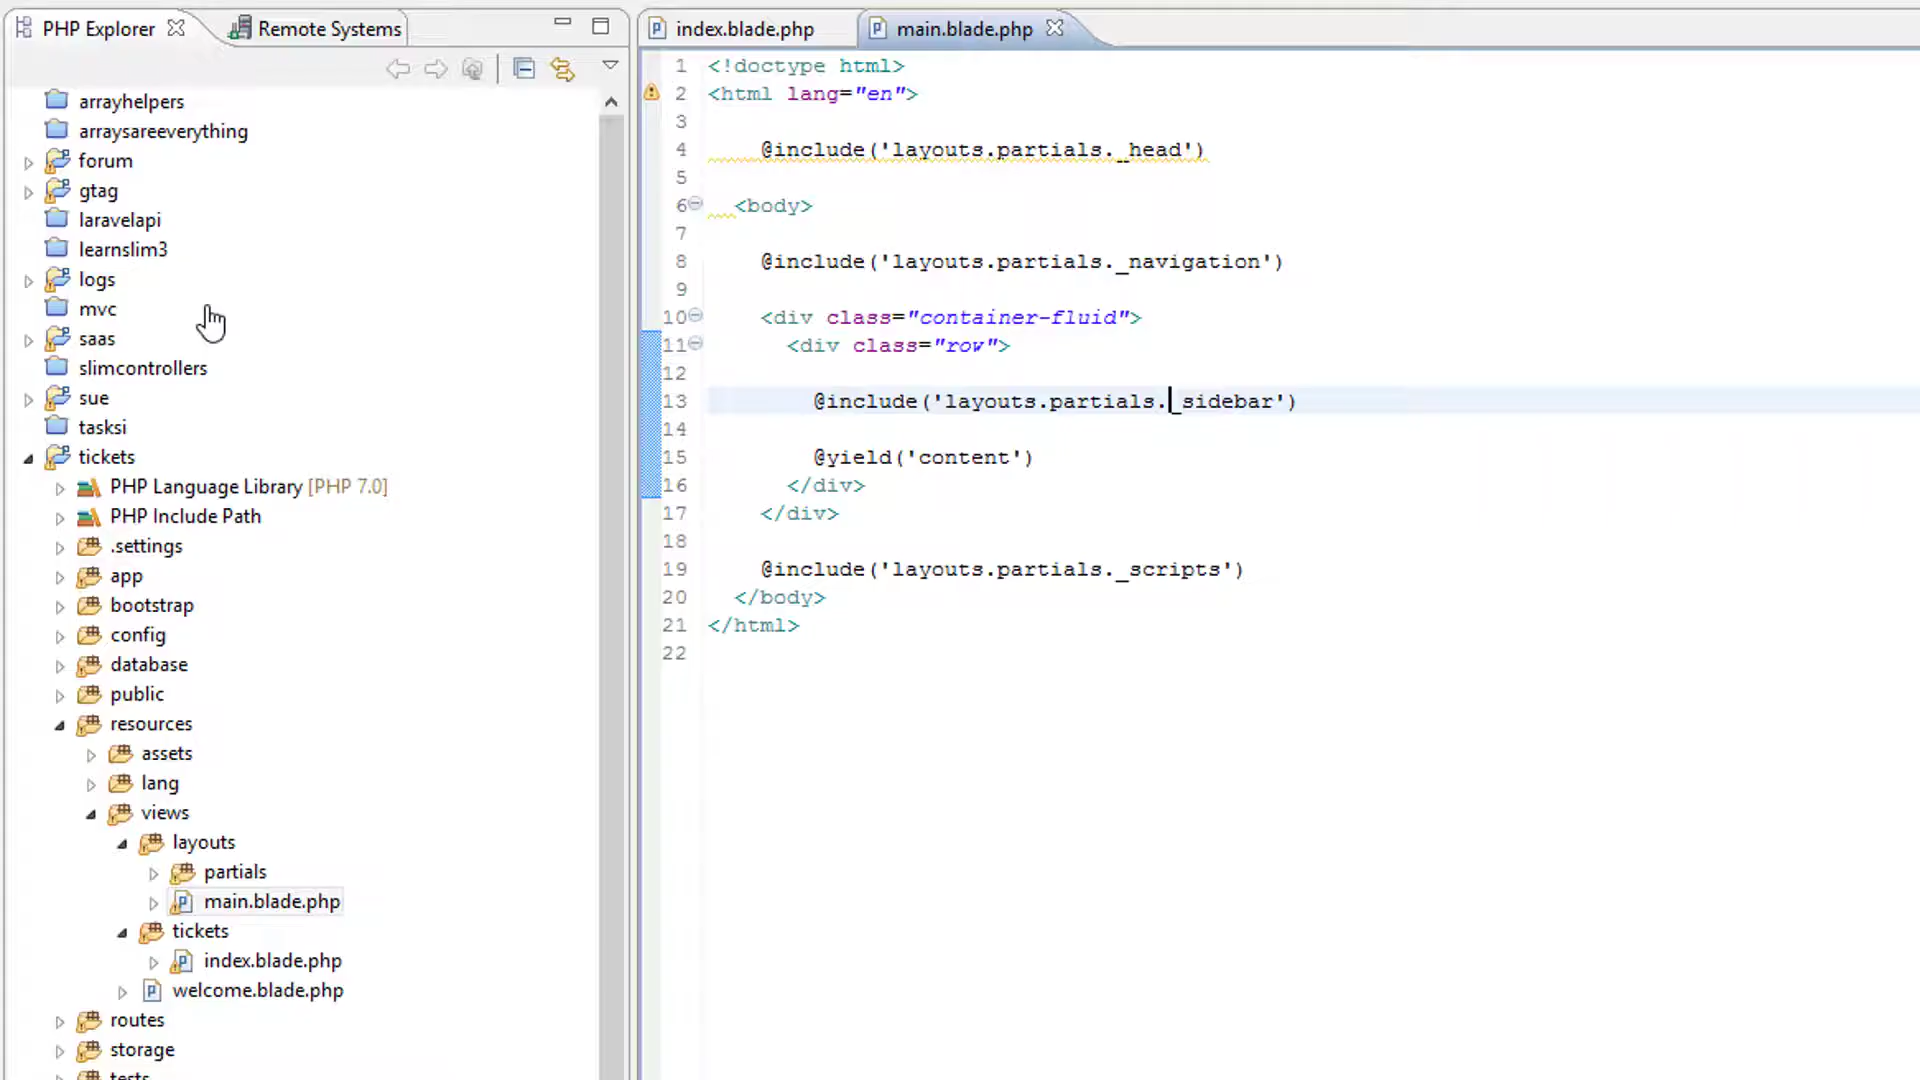 PHP Explorer
Remote Systems
arrayhelpers
arraysareeverything
forum
gtag
laravelapi
learnslim3
logs
mvc
saas
slimcontrollers
sue
tasksi
tickets
PHP Language Library [PHP 7.0]
PHP Include Path
.settings
app
bootstrap
config
database
public
resources
assets
lang
views
layouts
partials
main.blade.php
tickets
index.blade.php
welcome.blade.php
routes
storage
tests
index.blade.php
main.blade.php
1 <!doctype html>
2 <html lang="en">
3
4 @include('layouts.partials._head')
5
6 <body>
7
8 @include('layouts.partials._navigation')
9
10 <div class="container-fluid">
11 <div class="row">
12
13 @include('layouts.partials._sidebar')
14
15 @yield('content')
16 </div>
17 </div>
18
19 @include('layouts.partials._scripts')
20 </body>
21 </html>
22